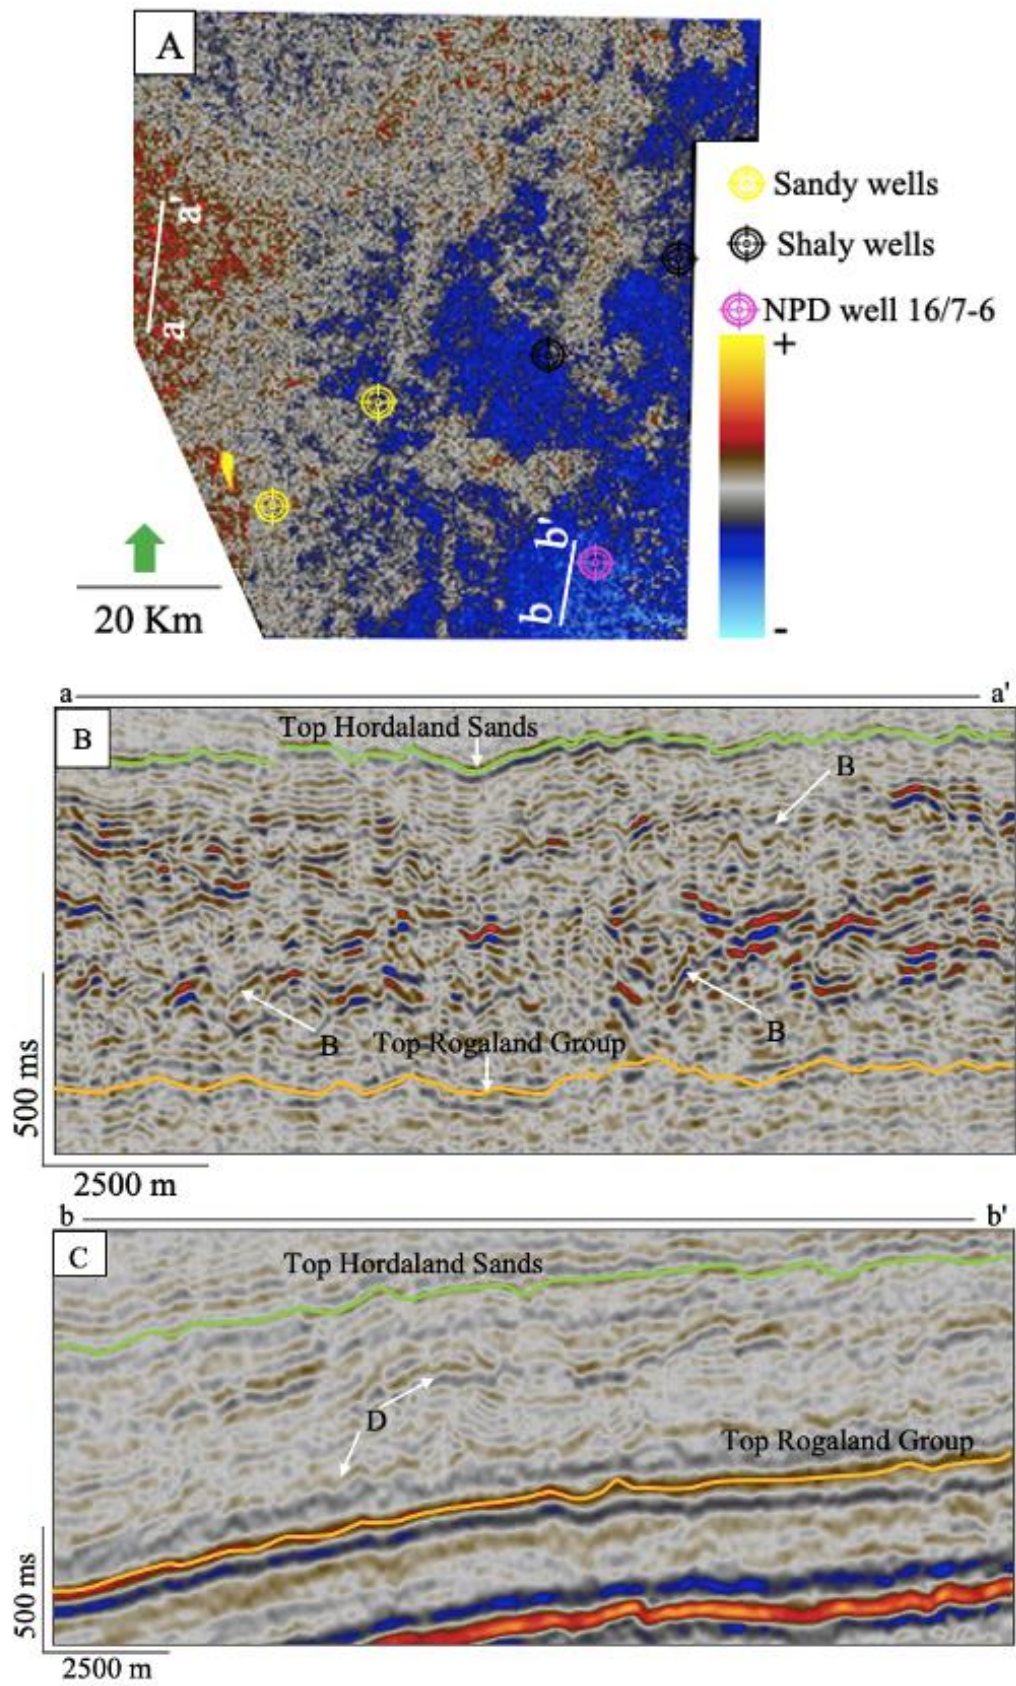 A
Sandy wells
Shaly wells
NPD well 16/7-6
+
-
a'
a
b'
b
20 Km
a
a'
B
Top Hordaland Sands
B
B
B
Top Rogaland Group
500 ms
2500 m
b
b'
C
Top Hordaland Sands
D
Top Rogaland Group
500 ms
2500 m